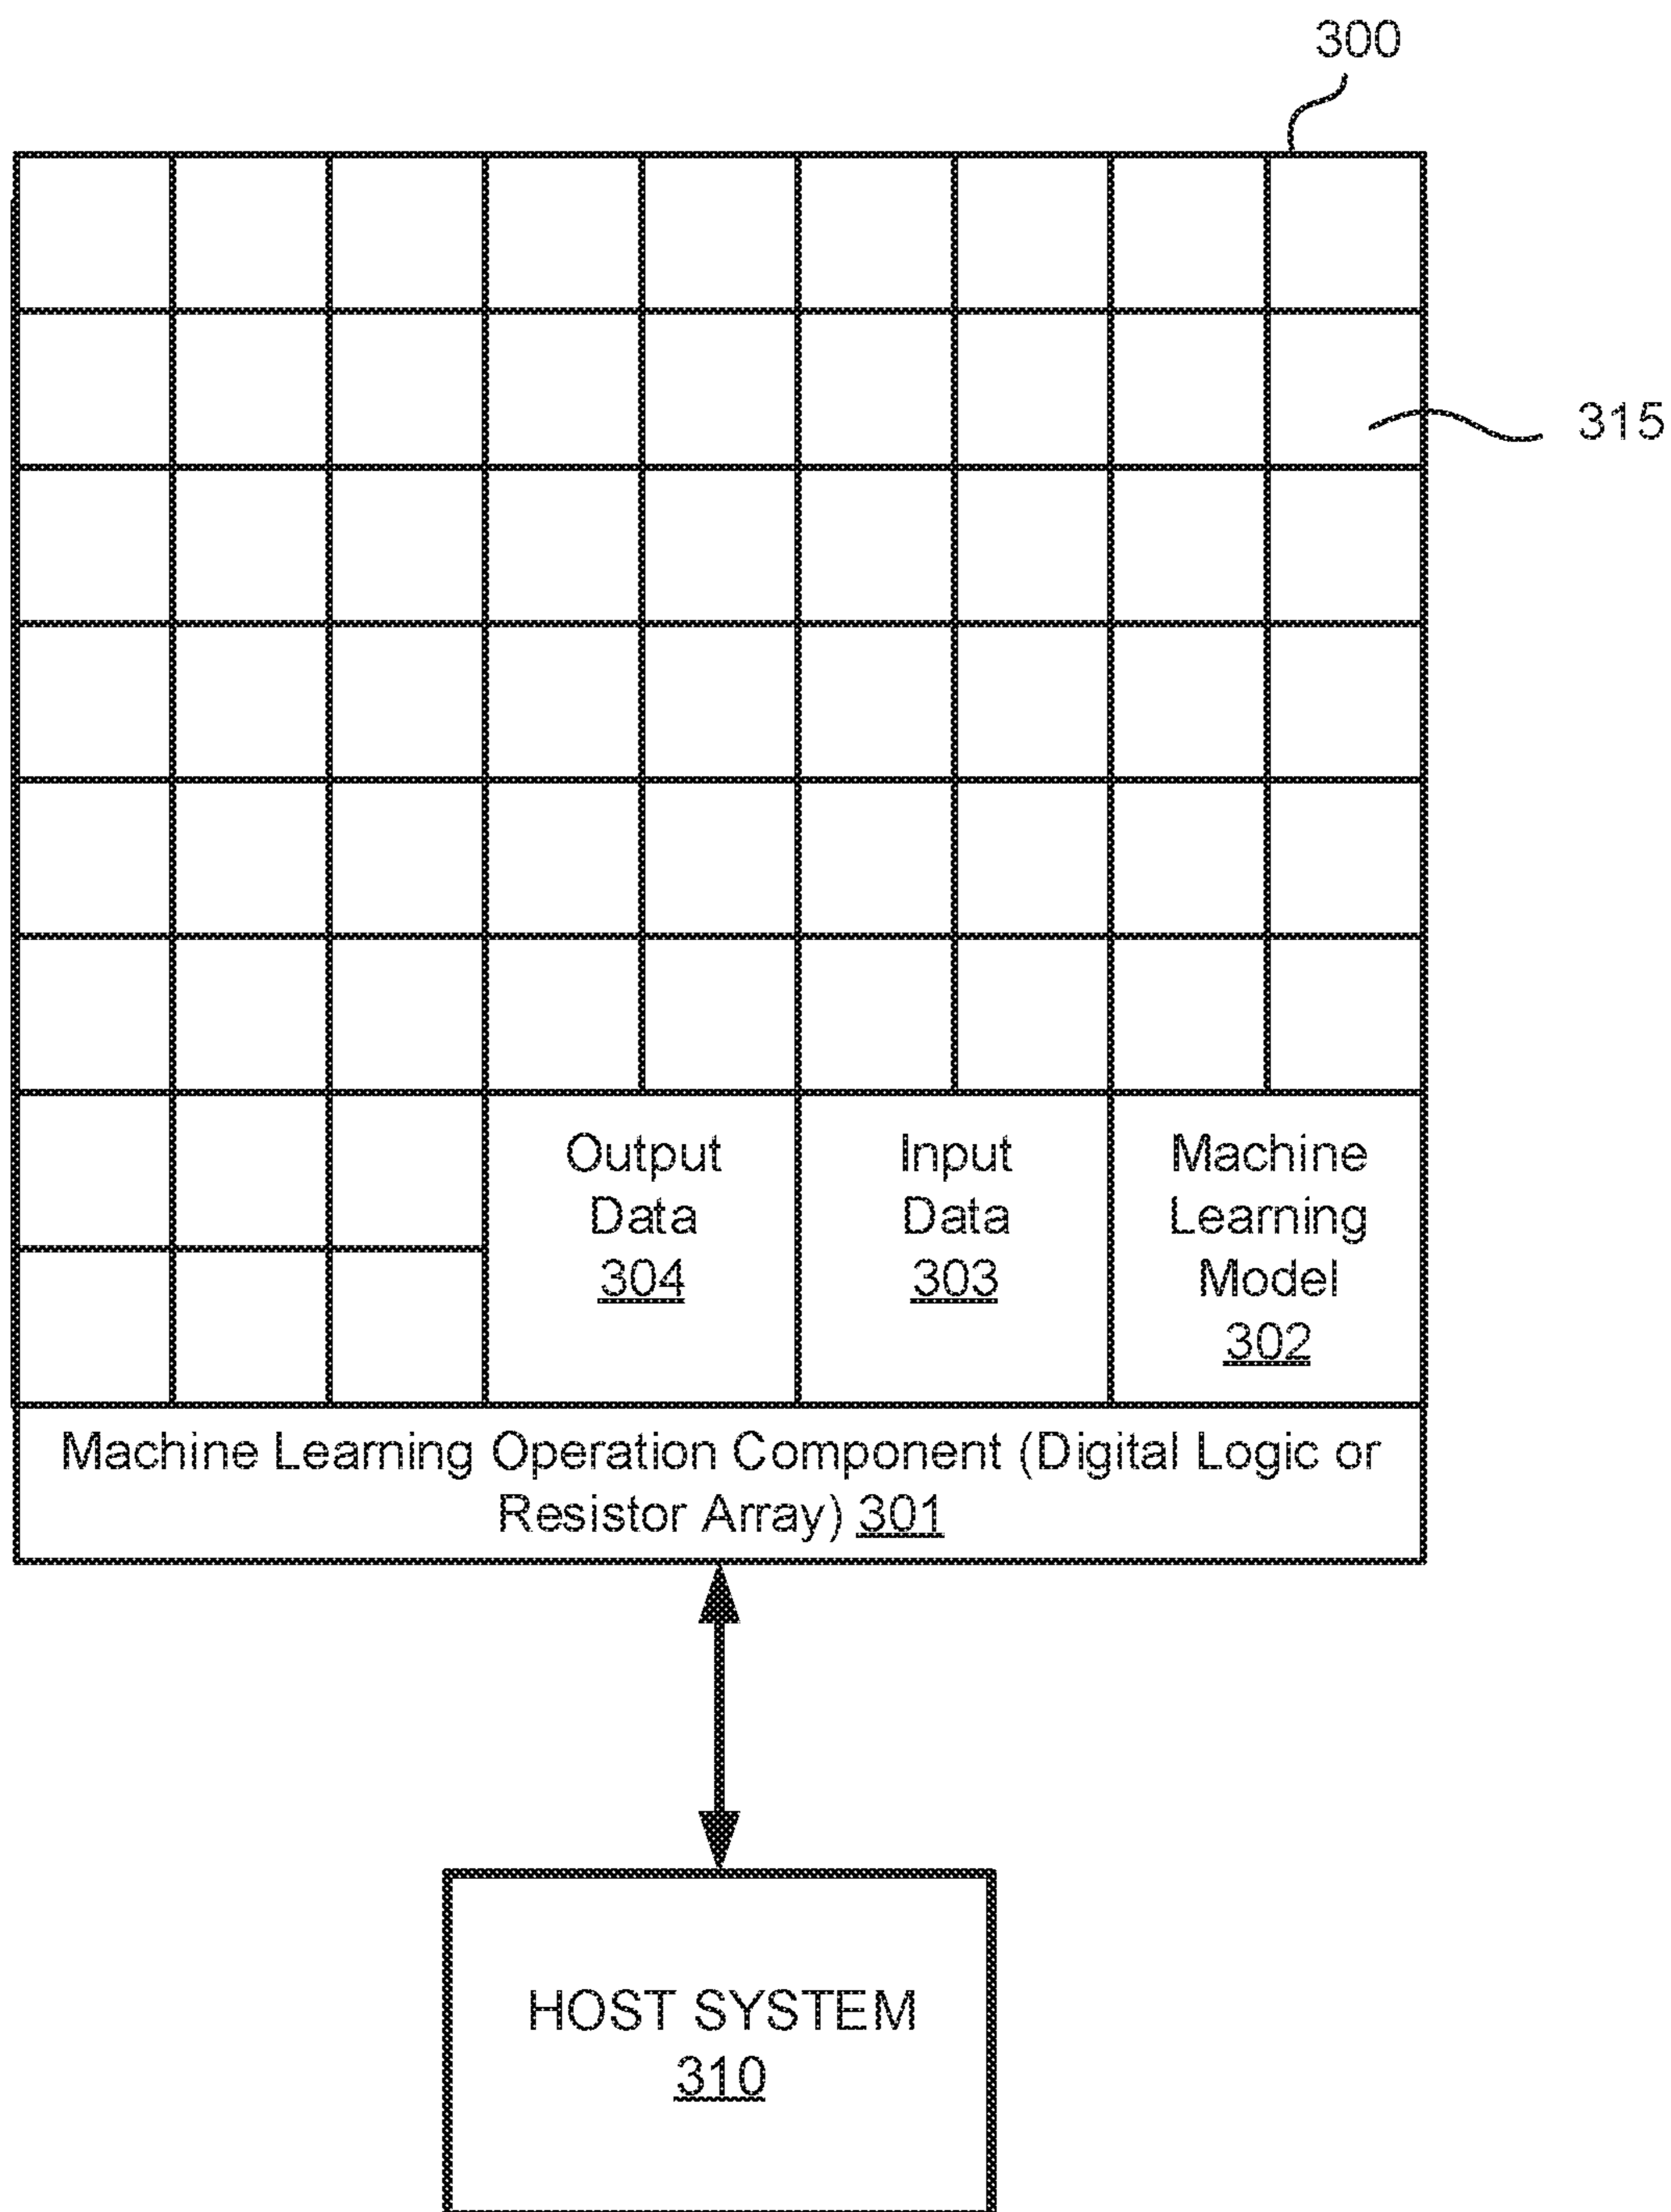 300
315
Output
Data
304
Input
Data
303
Machine
Learning
Model
302
Machine Learning Operation Component (Digital Logic or
Resistor Array) 301
HOST SYSTEM
310